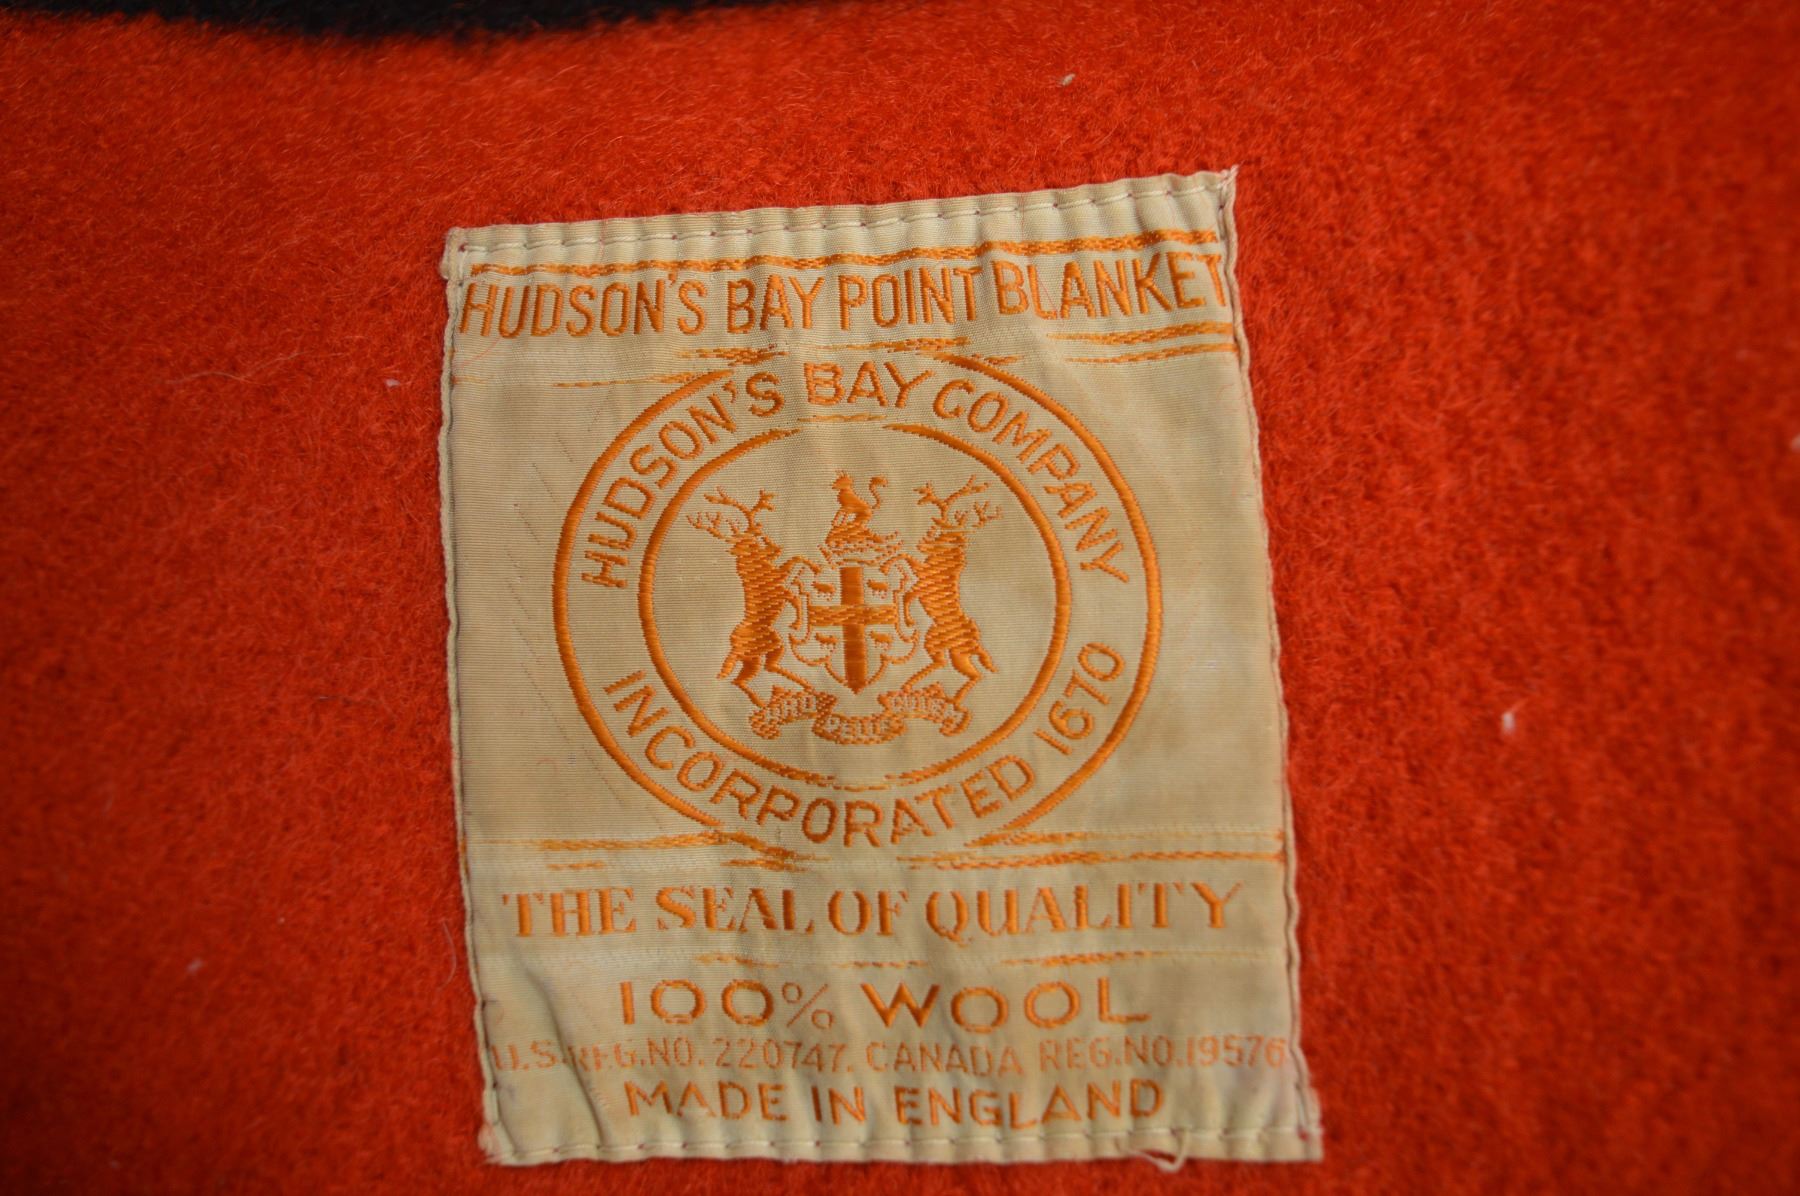 HUDSON'S BAY POINT BLANKET
HUDSON'S BAY COMPANY
INCORPORATED 1670
THE SEAL OF QUALITY
100% WOOL
U.S. REG. NO. 220747. CANADA REG. NO. 19576
MADE IN ENGLAND